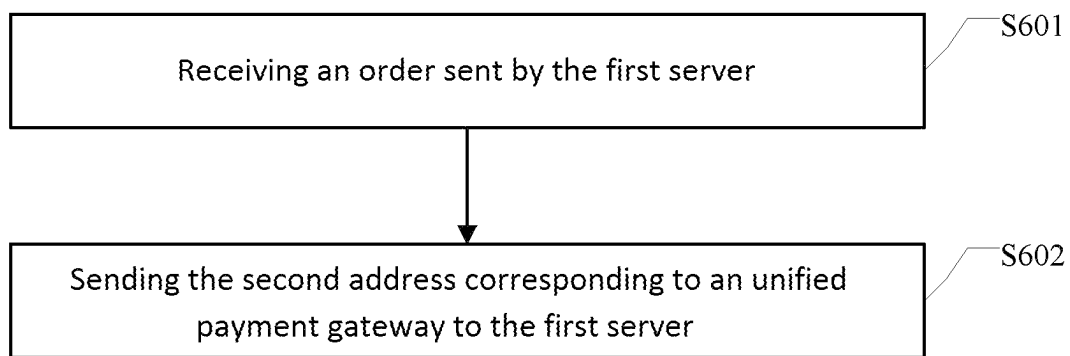 Receiving an order sent by the first server
S601
Sending the second address corresponding to an unified
payment gateway to the first server
S602